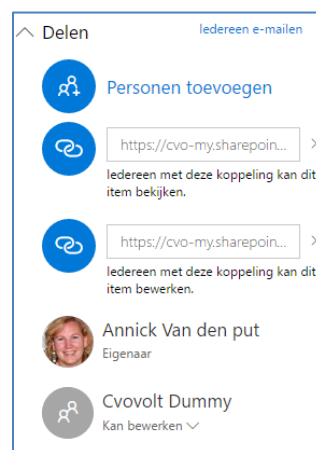 Delen
Iedereen e-mailen
Personen toevoegen
https://cvo-my.sharepoin...
Iedereen met deze koppeling kan dit
item bekijken.
https://cvo-my.sharepoin...
Iedereen met deze koppeling kan dit
item bewerken.
Annick Van den put
Eigenaar
Cvovolt Dummy
Kan bewerken